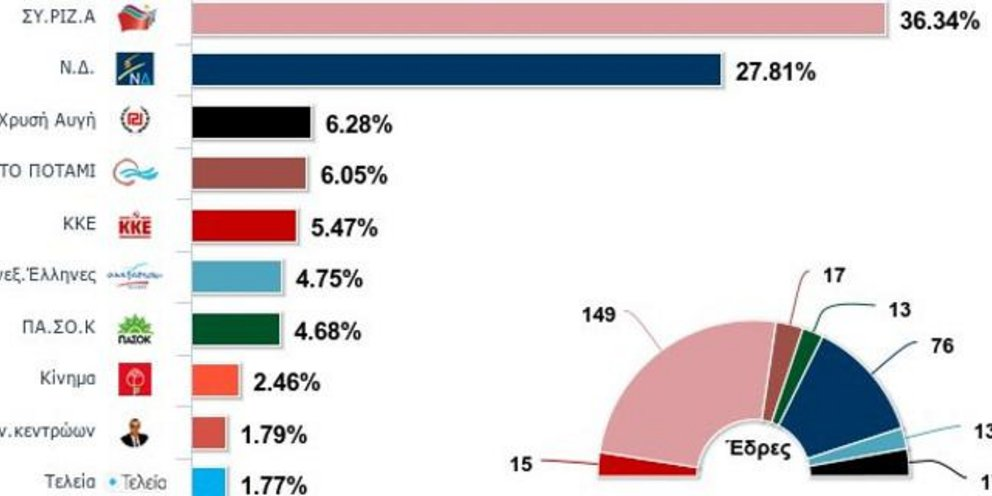 ΣΥ.ΡΙΖ.Α 36.34%
Ν.Δ. ΝΔ 27.81%
Χρυσή Αυγή 6.28%
ΤΟ ΠΟΤΑΜΙ 6.05%
ΚΚΕ ΚΚΕ 5.47%
νεξ.Έλληνες 4.75%
ΠΑ.ΣΟ.Κ ΠΑΣΟΚ 4.68%
Κίνημα 2.46%
ν.κεντρώων 1.79%
Τελεία Τελεία 1.77%
17
149
13
76
13
Έδρες
15